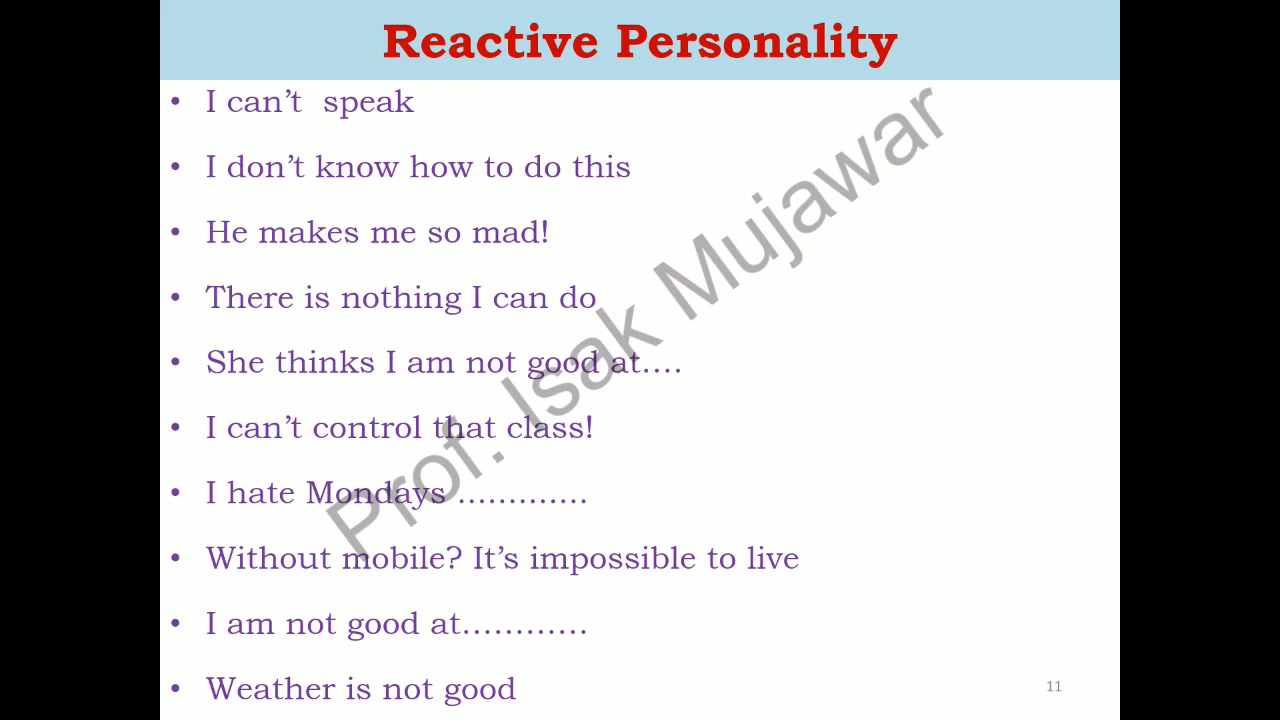 Reactive Personality
• I can’t  speak
• I don’t know how to do this
• He makes me so mad!
• There is nothing I can do
• She thinks I am not good at….
• I can’t control that class!
• I hate Mondays ………….
• Without mobile? It’s impossible to live
• I am not good at…………
• Weather is not good
Prof. Isak Mujawar
11